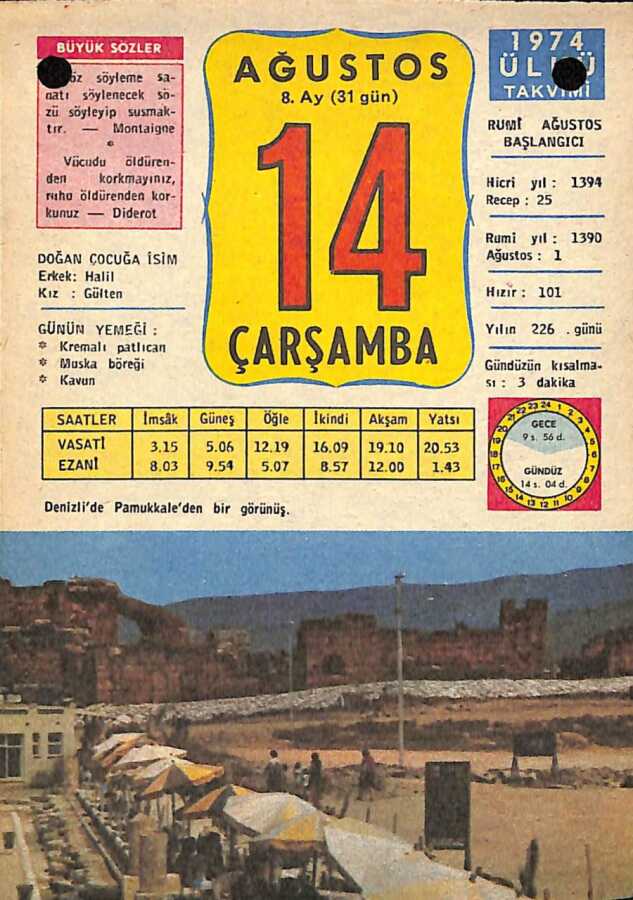 BÜYÜK SÖZLER
söyleme sa-
natı söylenecek sö-
zü söyleyip susmak-
tır. — Montaigne
*
Vücudu öldüren-
den korkmayınız,
ruhu öldürenden kor-
kunuz — Diderot
DOĞAN ÇOCUĞA İSİM
Erkek: Halil
Kız : Gülten
GÜNÜN YEMEĞİ :
* Kremalı patlıcan
* Muska böreği
* Kavun
AĞUSTOS
8. Ay (31 gün)
14
ÇARŞAMBA
1974
TAKVİMİ
RUMİ AĞUSTOS
BAŞLANGICI
Hicri yıl : 1394
Recep : 25
Rumi yıl : 1390
Ağustos : 1
Hızır : 101
Yılın 226 . günü
Gündüzün kısalma-
sı : 3 dakika
SAATLER İmsâk Güneş Öğle İkindi Akşam Yatsı
VASATİ 3.15 5.06 12.19 16.09 19.10 20.53
EZANİ 8.03 9.54 5.07 8.57 12.00 1.43
GECE
9 s. 56 d.
GÜNDÜZ
14 s. 04 d.
Denizli'de Pamukkale'den bir görünüş.